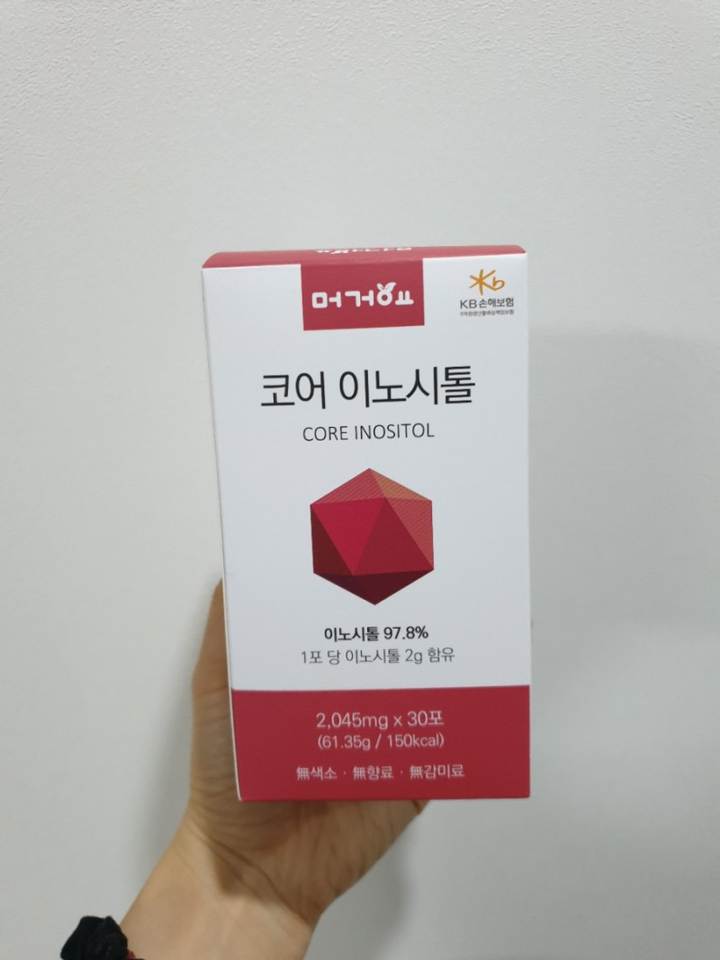 머거유
KB손해보험
코어 이노시톨
CORE INOSITOL
이노시톨 97.8%
1포 당 이노시톨 2g 함유
2,045mg x 30포
(61.35g / 150kcal)
無색소 · 無향료 · 無감미료